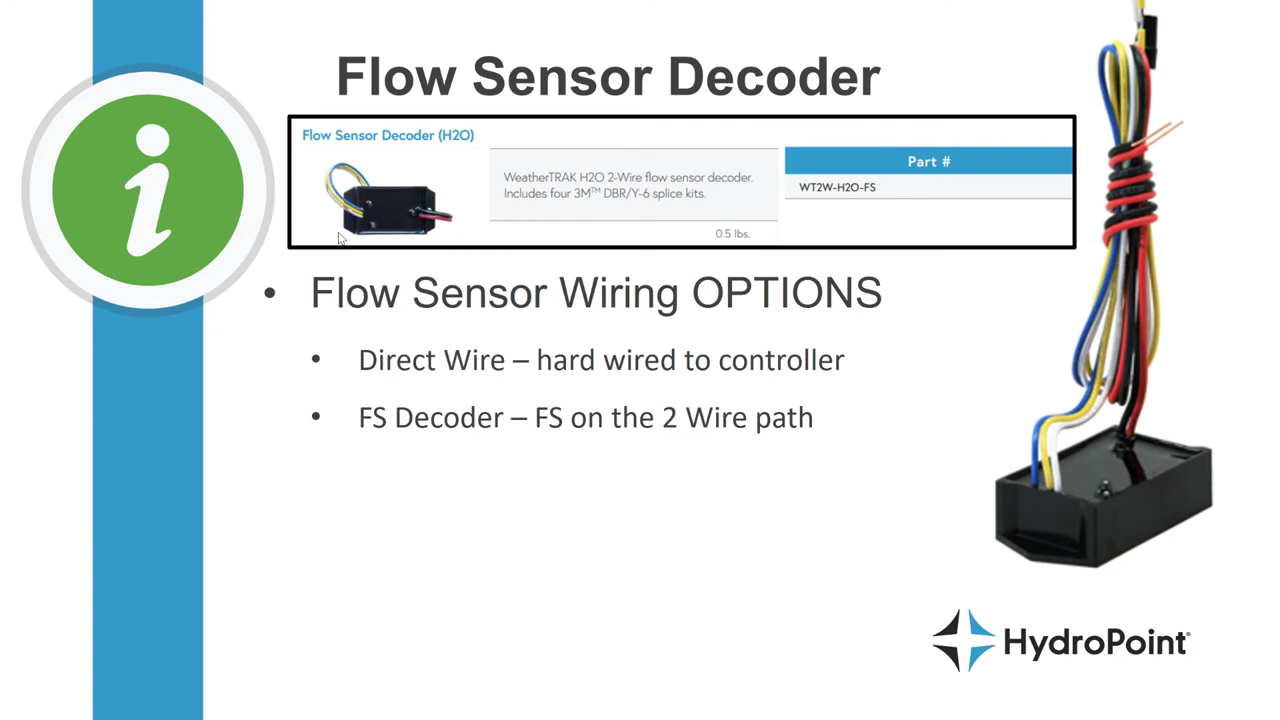 Flow Sensor Decoder
Flow Sensor Decoder (H2O)
WeatherTRAK H2O 2-Wire flow sensor decoder.
Includes four 3M™ DBR/Y-6 splice kits.
0.5 lbs.
Part #
WT2W-H2O-FS
• Flow Sensor Wiring OPTIONS
• Direct Wire – hard wired to controller
• FS Decoder – FS on the 2 Wire path
HydroPoint®